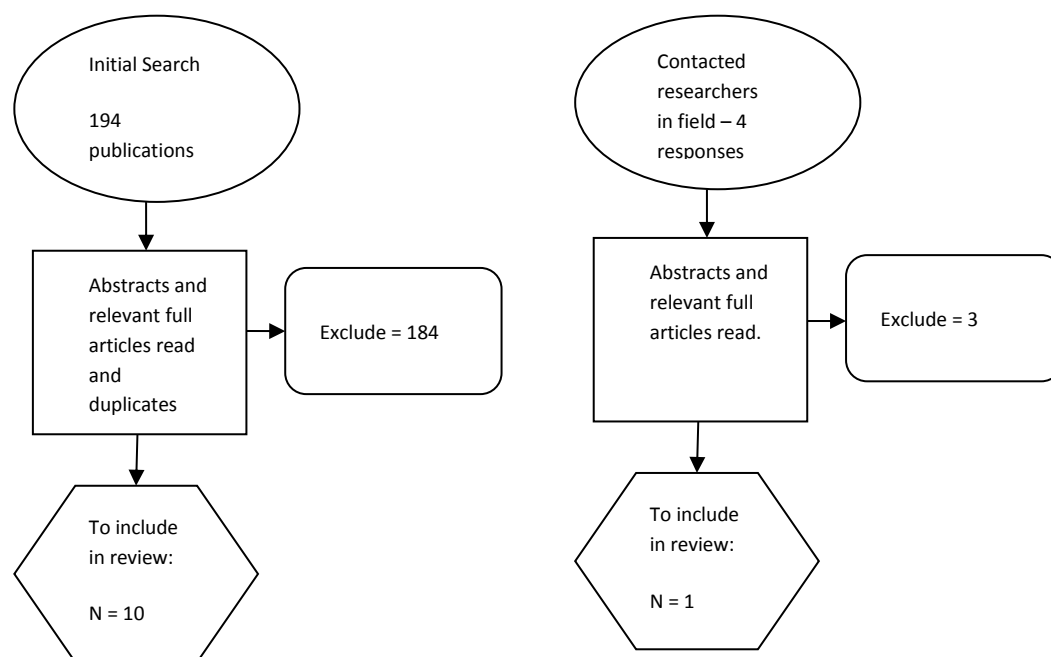 Initial Search
194
publications
Abstracts and
relevant full
articles read
and
duplicates
Exclude = 184
To include
in review:
N = 10
Contacted
researchers
in field – 4
responses
Abstracts and
relevant full
articles read.
Exclude = 3
To include
in review:
N = 1